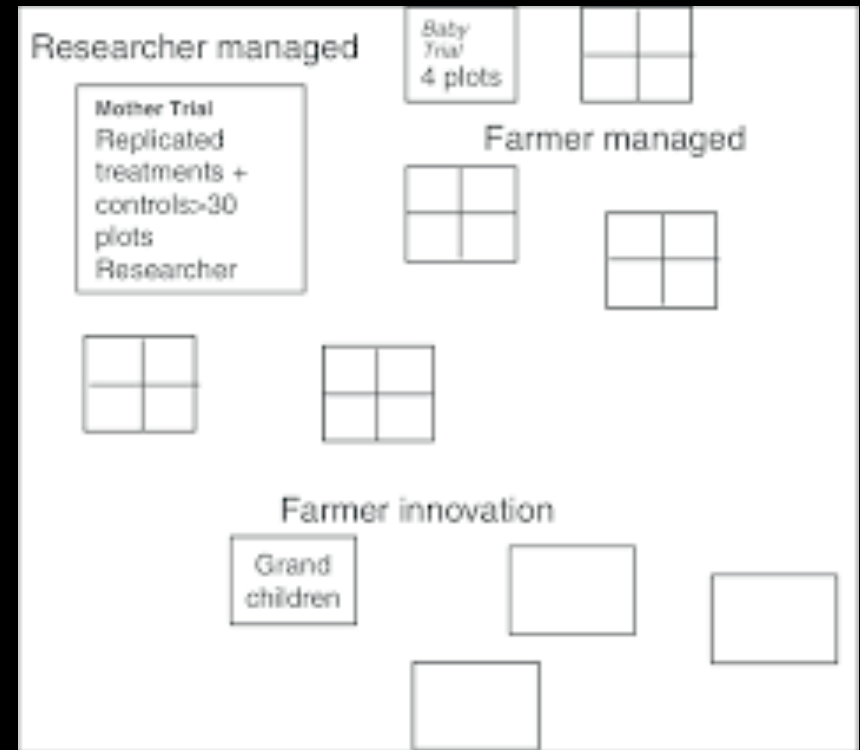 Researcher managed
Mother Trial
Replicated
treatments +
controls>30
plots
Researcher
Baby
Trial
4 plots
Farmer managed
Farmer innovation
Grand
children